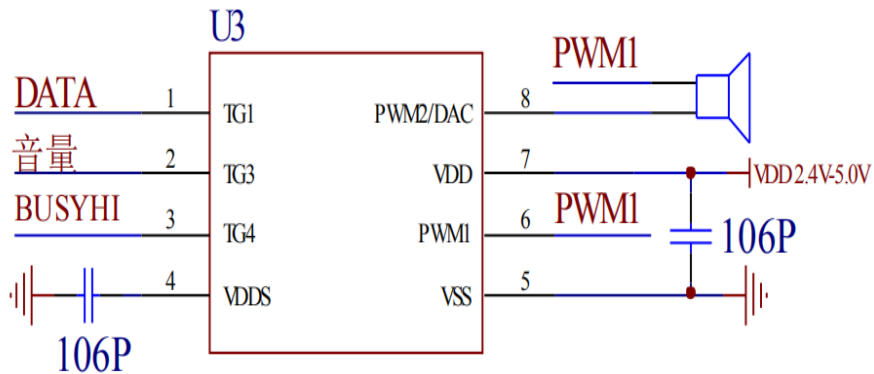 U3
DATA 1 TG1
音量 2 TG3
BUSYHI 3 TG4
4 VDDS
106P
PWM1
PWM2/DAC 8
VDD 7 VDD 2.4V-5.0V
PWM1 6 PWM1
106P
VSS 5